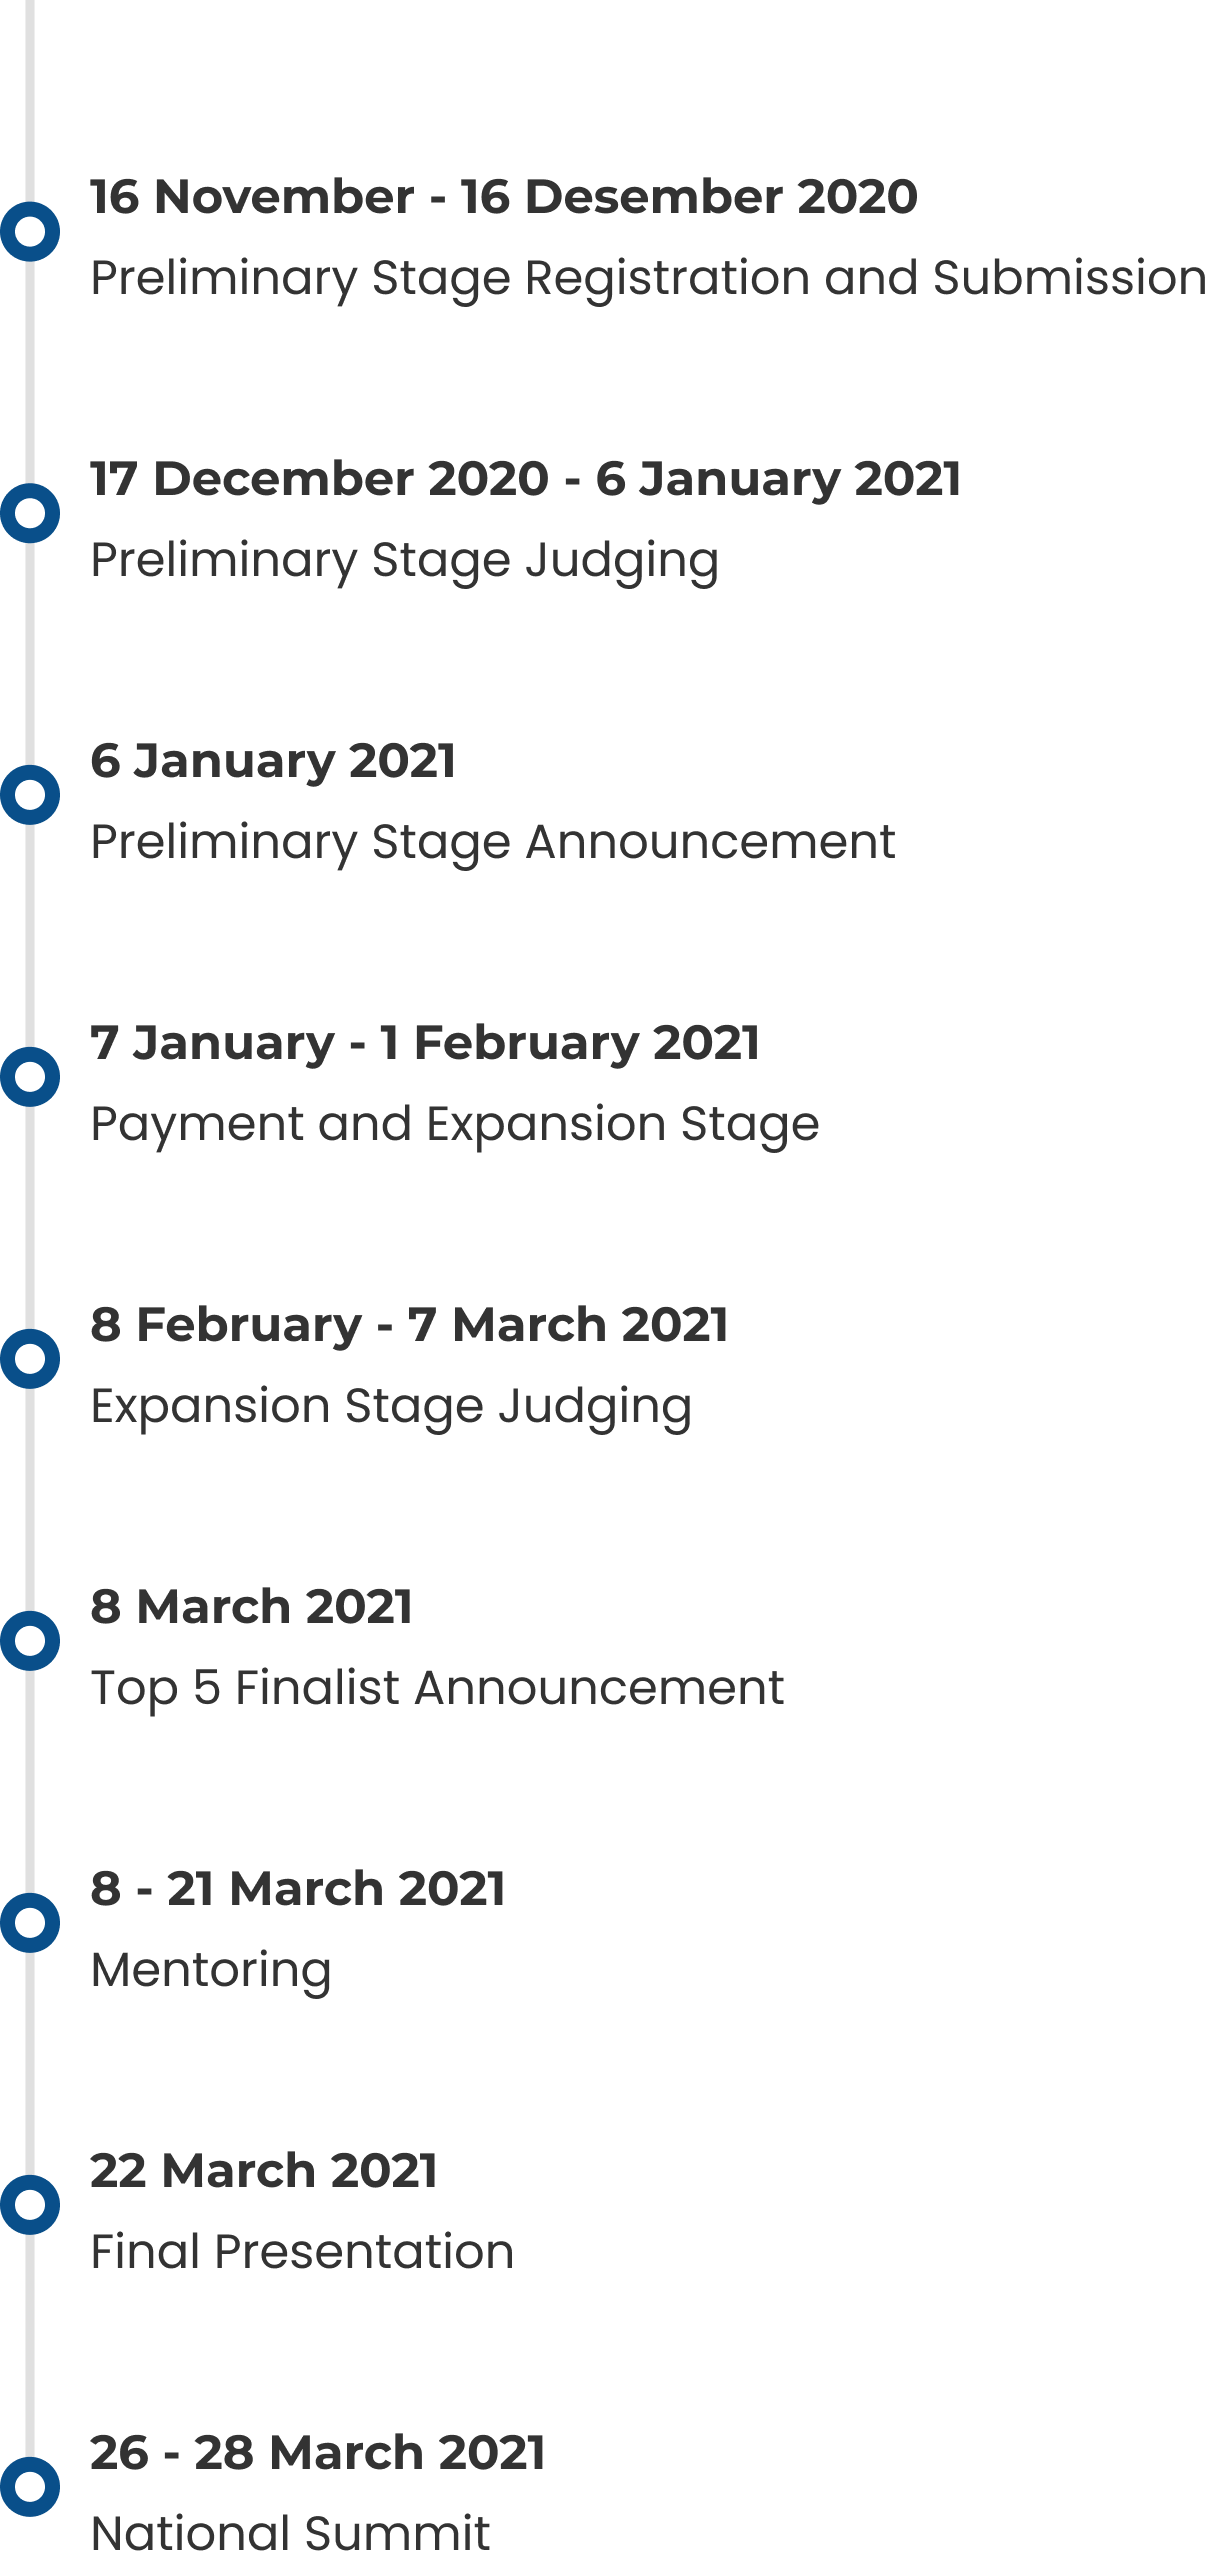 16 November - 16 Desember 2020
Preliminary Stage Registration and Submission
17 December 2020 - 6 January 2021
Preliminary Stage Judging
6 January 2021
Preliminary Stage Announcement
7 January - 1 February 2021
Payment and Expansion Stage
8 February - 7 March 2021
Expansion Stage Judging
8 March 2021
Top 5 Finalist Announcement
8 - 21 March 2021
Mentoring
22 March 2021
Final Presentation
26 - 28 March 2021
National Summit